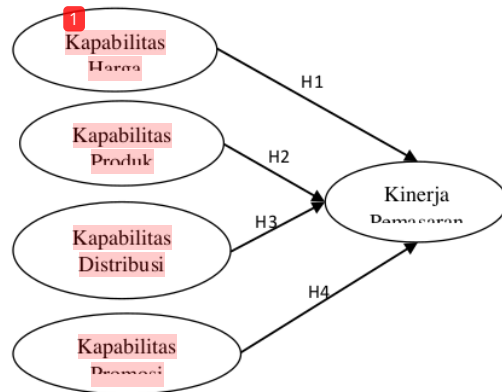 1
Kapabilitas
Harga
H1
Kapabilitas
Produk
H2
Kinerja
Pemasaran
Kapabilitas
Distribusi
H3
H4
Kapabilitas
Promosi